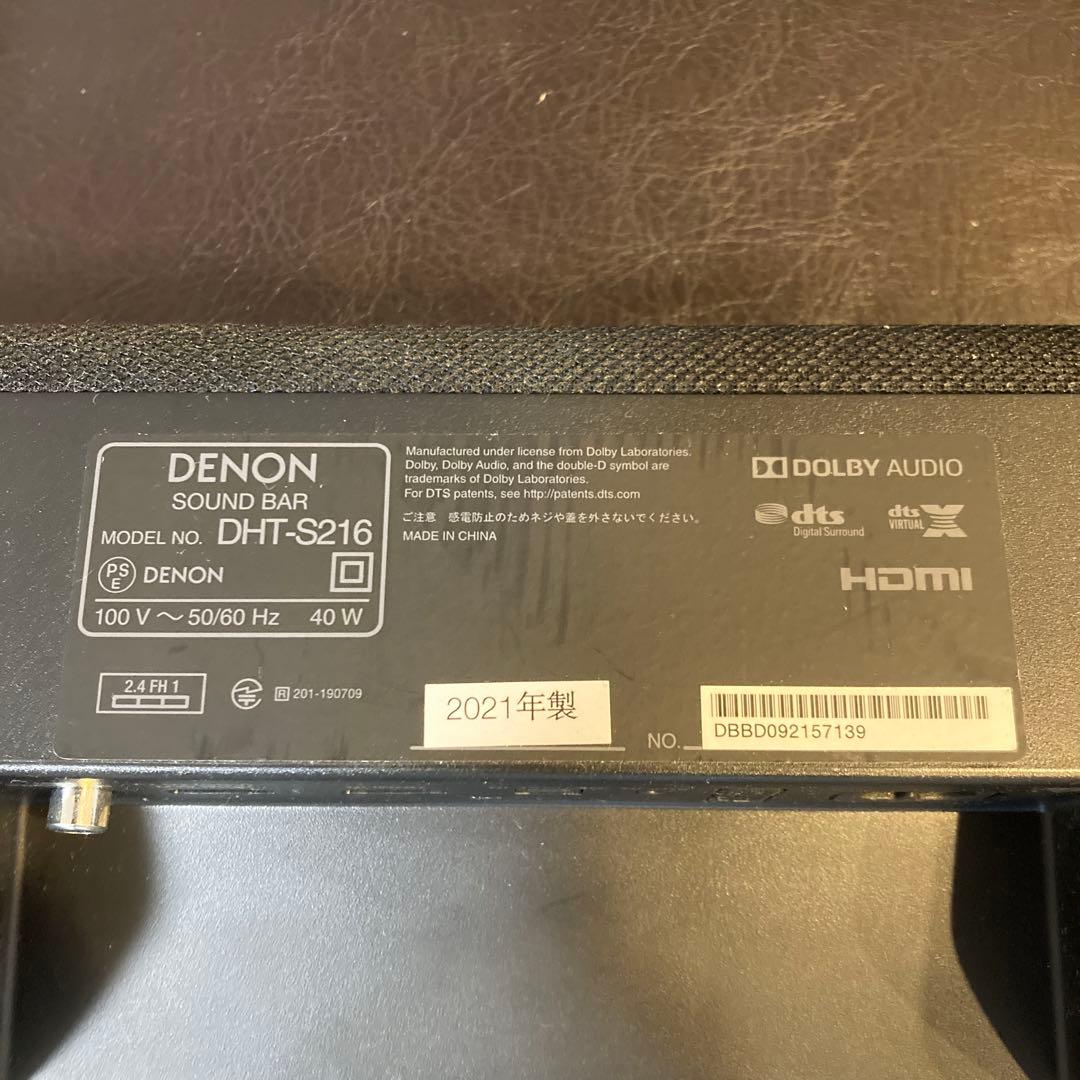 DENON
SOUND BAR
MODEL NO. DHT-S216
PS
E
DENON
100 V ～ 50/60 Hz 40 W
Manufactured under license from Dolby Laboratories.
Dolby, Dolby Audio, and the double-D symbol are
trademarks of Dolby Laboratories.
For DTS patents, see http://patents.dts.com
ご注意 感電防止のためネジや蓋を外さないでください。
MADE IN CHINA
DOLBY AUDIO
dts
Digital Surround
dts
VIRTUAL X
HDMI
2.4 FH 1
R 201-190709
2021年製
NO. DBBD092157139